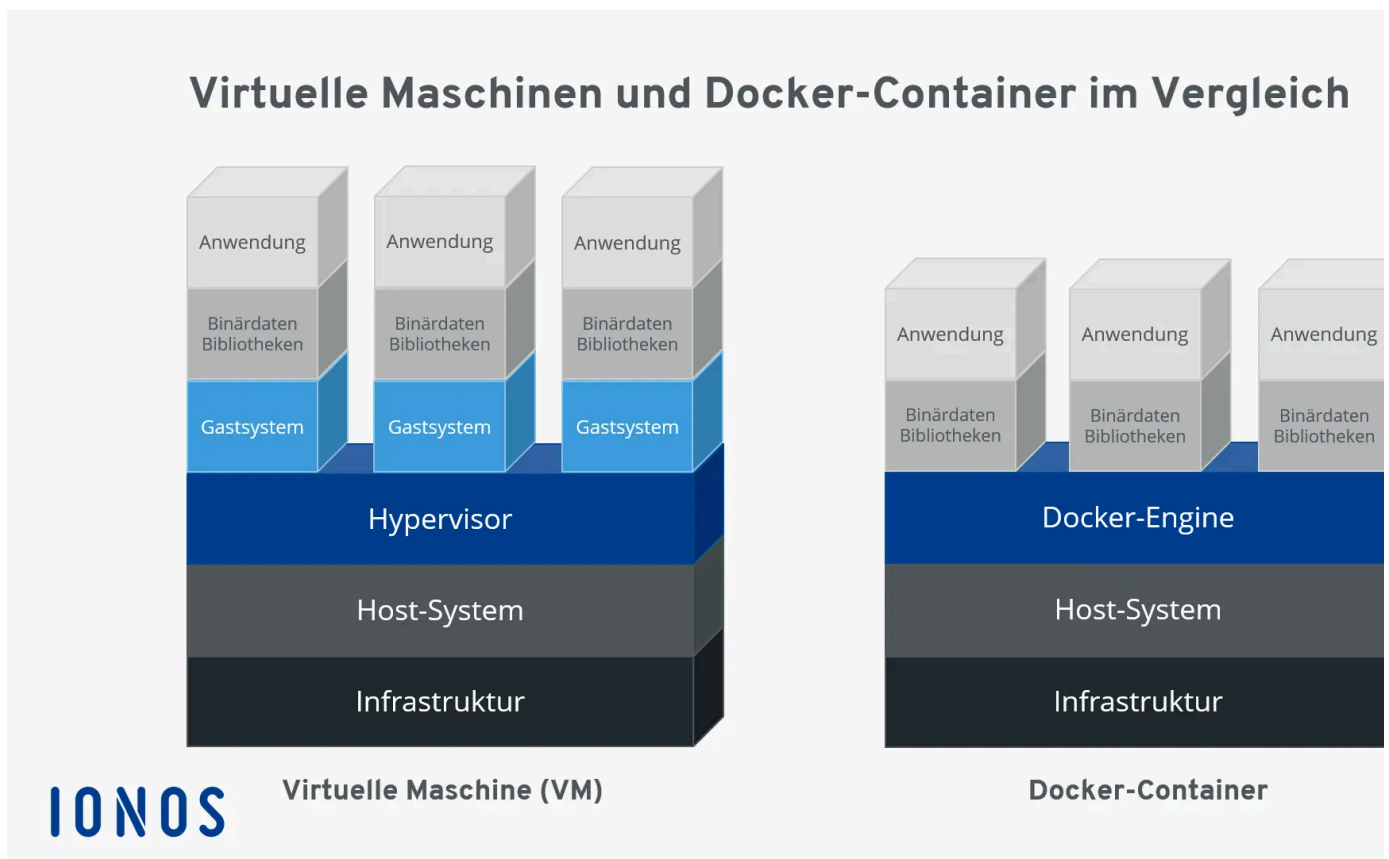 Virtuelle Maschinen und Docker-Container im Vergleich
Anwendung
Binärdaten
Bibliotheken
Gastsystem
Anwendung
Binärdaten
Bibliotheken
Gastsystem
Anwendung
Binärdaten
Bibliotheken
Gastsystem
Hypervisor
Host-System
Infrastruktur
Virtuelle Maschine (VM)
Anwendung
Binärdaten
Bibliotheken
Anwendung
Binärdaten
Bibliotheken
Anwendung
Binärdaten
Bibliotheken
Docker-Engine
Host-System
Infrastruktur
Docker-Container
IONOS